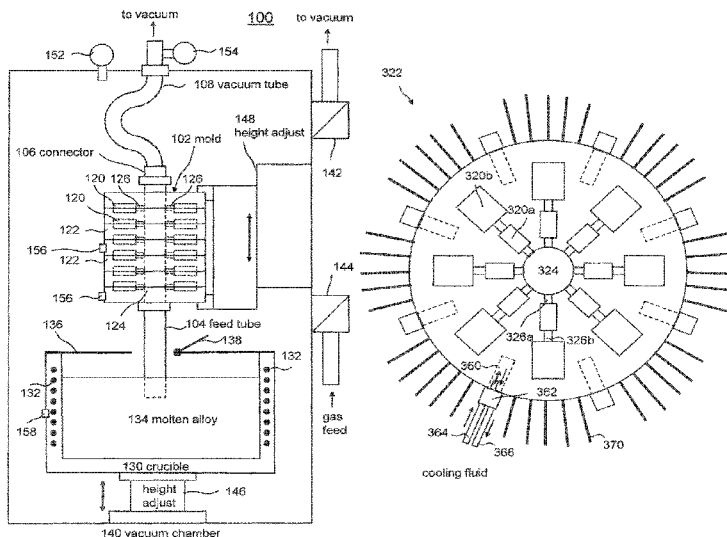 to vacuum
100
to vacuum
152
154
108 vacuum tube
148
height adjust
102 mold
106 connector
142
120 126 126
120
122
156
122
144
156
124
104 feed tube
136
138
132
132
134 molten alloy
158
gas
feed
130 crucible
height
adjust
146
140 vacuum chamber
322
320b
320a
324
326a
326b
360
362
364
366
370
cooling fluid